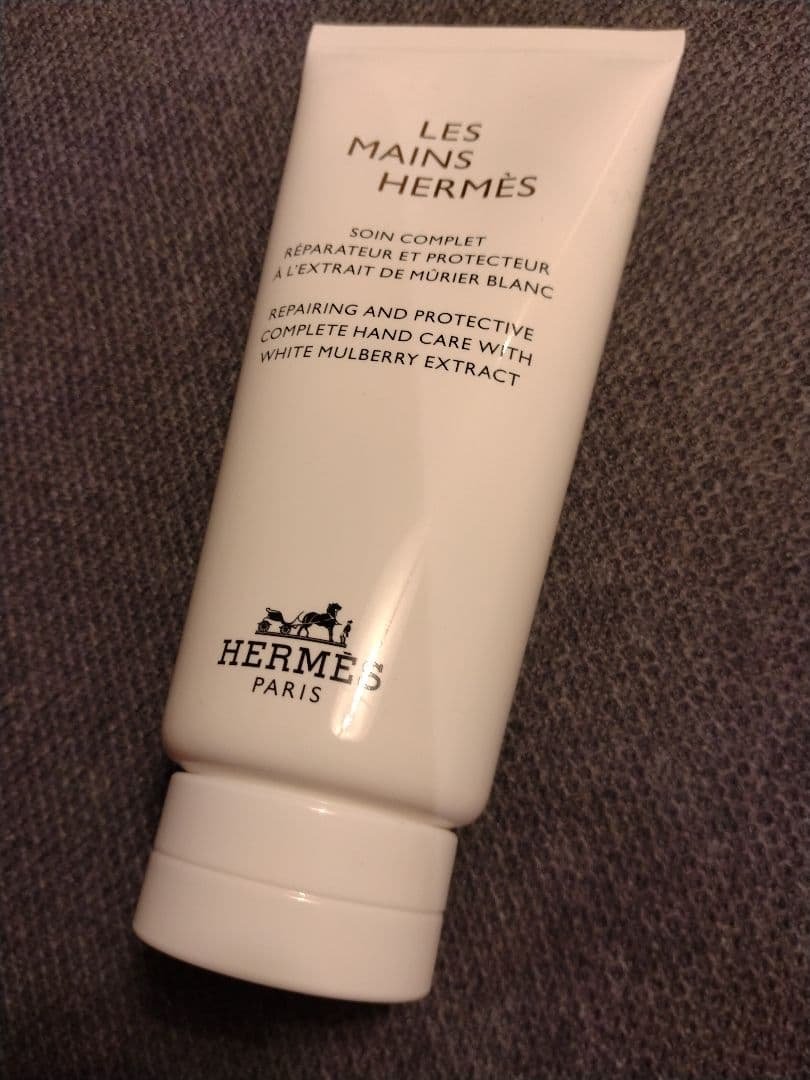 LES
MAINS
HERMÈS
SOIN COMPLET
RÉPARATEUR ET PROTECTEUR
À L'EXTRAIT DE MÛRIER BLANC
REPAIRING AND PROTECTIVE
COMPLETE HAND CARE WITH
WHITE MULBERRY EXTRACT
HERMÈS
PARIS